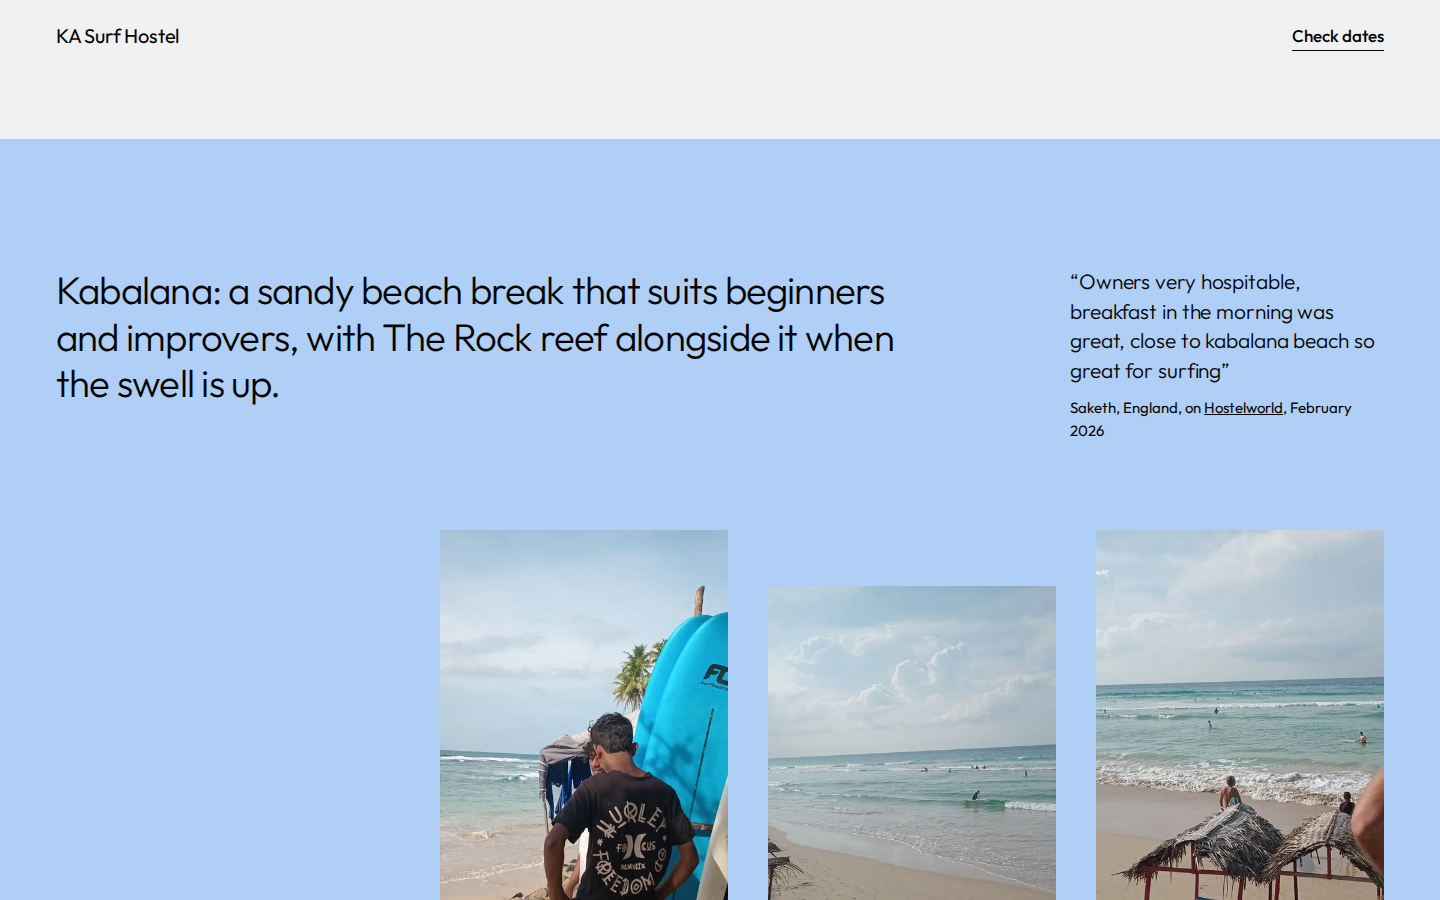 KA Surf Hostel
Check dates
Kabalana: a sandy beach break that suits beginners
and improvers, with The Rock reef alongside it when
the swell is up.
“Owners very hospitable,
breakfast in the morning was
great, close to kabalana beach so
great for surfing”
Saketh, England, on Hostelworld, February
2026
HURLEY
FREEDOM